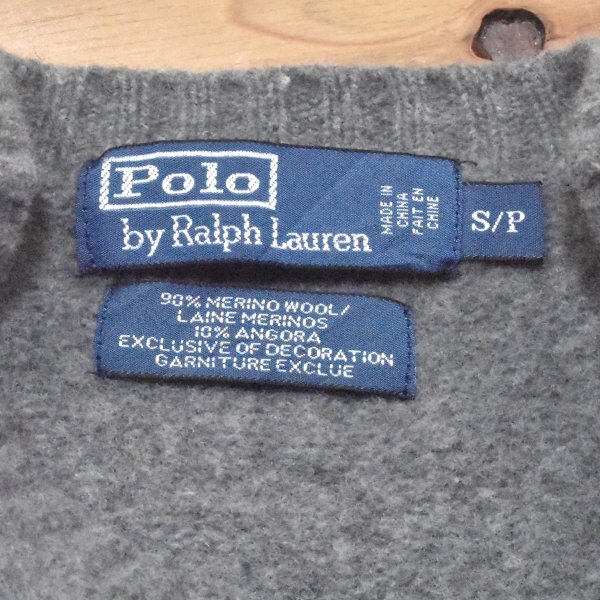 Polo
by Ralph Lauren
MADE IN
CHINA
FAIT EN
CHINE
S/P
90% MERINO WOOL/
LAINE MERINOS
10% ANGORA
EXCLUSIVE OF DECORATION
GARNITURE EXCLUE